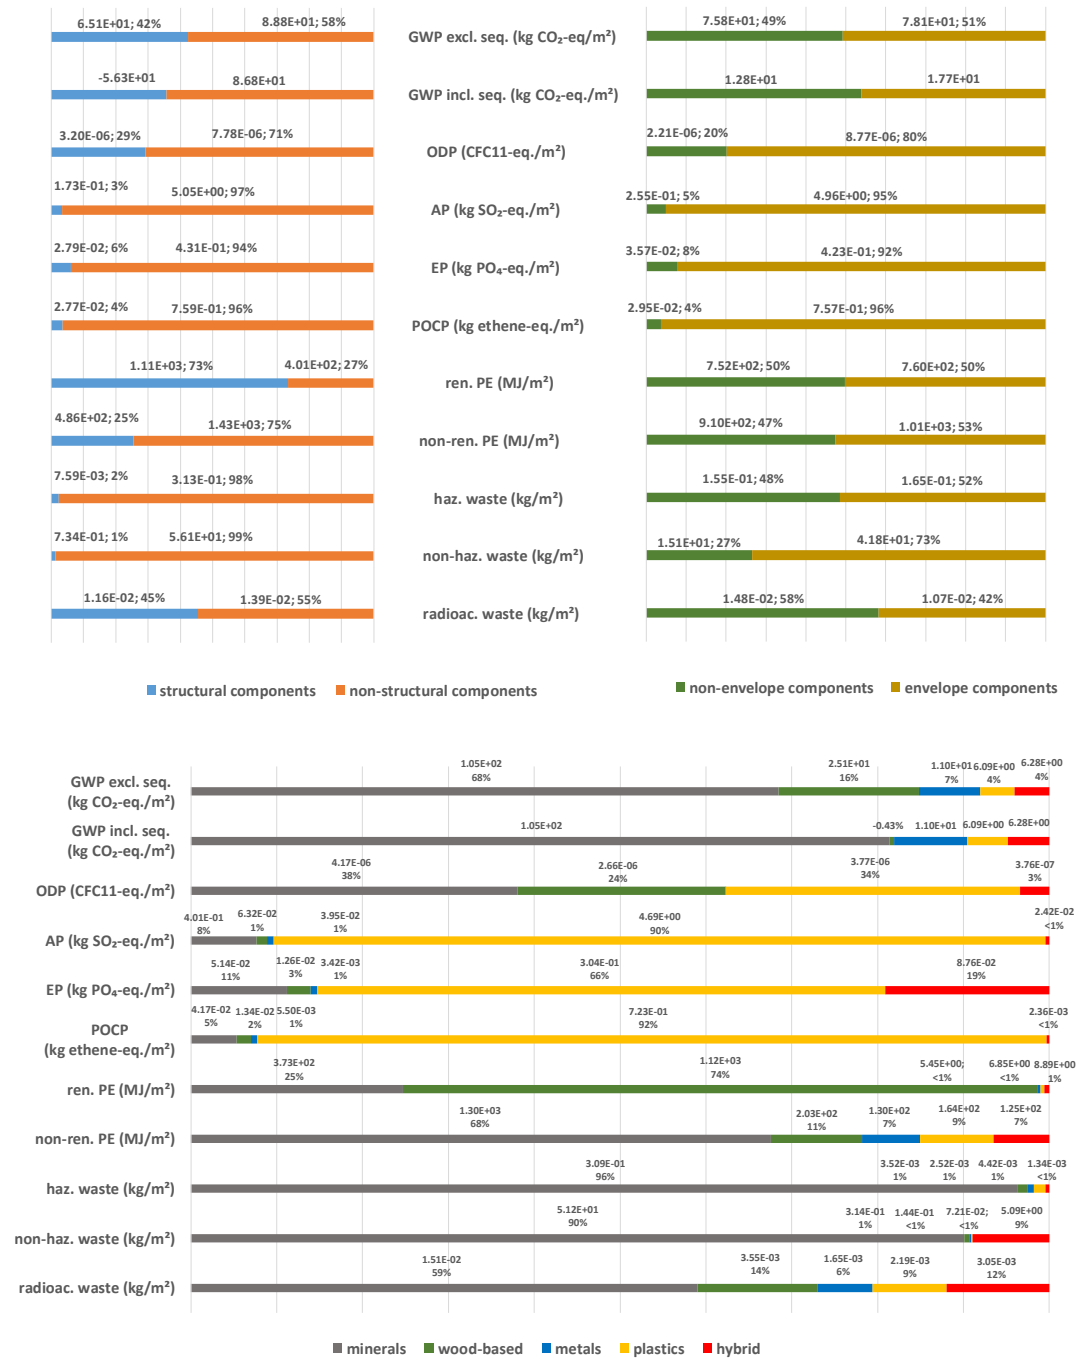 6.51E+01; 42%
8.88E+01; 58%
GWP excl. seq. (kg CO₂-eq/m²)
7.58E+01; 49%
7.81E+01; 51%
-5.63E+01
8.68E+01
GWP incl. seq. (kg CO₂-eq./m²)
1.28E+01
1.77E+01
3.20E-06; 29%
7.78E-06; 71%
ODP (CFC11-eq./m²)
2.21E-06; 20%
8.77E-06; 80%
1.73E-01; 3%
5.05E+00; 97%
AP (kg SO₂-eq./m²)
2.55E-01; 5%
4.96E+00; 95%
2.79E-02; 6%
4.31E-01; 94%
EP (kg PO₄-eq./m²)
3.57E-02; 8%
4.23E-01; 92%
2.77E-02; 4%
7.59E-01; 96%
POCP (kg ethene-eq./m²)
2.95E-02; 4%
7.57E-01; 96%
1.11E+03; 73%
4.01E+02; 27%
ren. PE (MJ/m²)
7.52E+02; 50%
7.60E+02; 50%
4.86E+02; 25%
1.43E+03; 75%
non-ren. PE (MJ/m²)
9.10E+02; 47%
1.01E+03; 53%
7.59E-03; 2%
3.13E-01; 98%
haz. waste (kg/m²)
1.55E-01; 48%
1.65E-01; 52%
7.34E-01; 1%
5.61E+01; 99%
non-haz. waste (kg/m²)
1.51E+01; 27%
4.18E+01; 73%
1.16E-02; 45%
1.39E-02; 55%
radioac. waste (kg/m²)
1.48E-02; 58%
1.07E-02; 42%
structural components
non-structural components
non-envelope components
envelope components
GWP excl. seq.
(kg CO₂-eq./m²)
1.05E+02
68%
2.51E+01
16%
1.10E+01
7%
6.09E+00
4%
6.28E+00
4%
GWP incl. seq.
(kg CO₂-eq./m²)
1.05E+02
-0.43%
1.10E+01
6.09E+00
6.28E+00
ODP (CFC11-eq./m²)
4.17E-06
38%
2.66E-06
24%
3.77E-06
34%
3.76E-07
3%
AP (kg SO₂-eq./m²)
4.01E-01
8%
6.32E-02
1%
3.95E-02
1%
4.69E+00
90%
2.42E-02
<1%
EP (kg PO₄-eq./m²)
5.14E-02
11%
1.26E-02
3%
3.42E-03
1%
3.04E-01
66%
8.76E-02
19%
POCP
(kg ethene-eq./m²)
4.17E-02
5%
1.34E-02
2%
5.50E-03
1%
7.23E-01
92%
2.36E-03
<1%
ren. PE (MJ/m²)
3.73E+02
25%
1.12E+03
74%
5.45E+00;
<1%
6.85E+00
<1%
8.89E+00
1%
non-ren. PE (MJ/m²)
1.30E+03
68%
2.03E+02
11%
1.30E+02
7%
1.64E+02
9%
1.25E+02
7%
haz. waste (kg/m²)
3.09E-01
96%
3.52E-03
1%
2.52E-03
1%
4.42E-03
1%
1.34E-03
<1%
non-haz. waste (kg/m²)
5.12E+01
90%
3.14E-01
1%
1.44E-01
<1%
7.21E-02;
<1%
5.09E+00
9%
radioac. waste (kg/m²)
1.51E-02
59%
3.55E-03
14%
1.65E-03
6%
2.19E-03
9%
3.05E-03
12%
minerals
wood-based
metals
plastics
hybrid